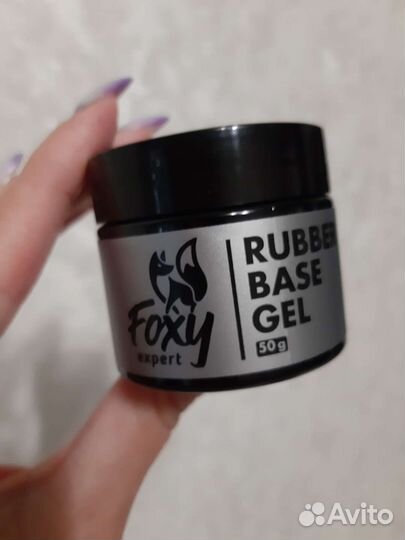 Foxy
expert
RUBBER
BASE
GEL
50g
Avito